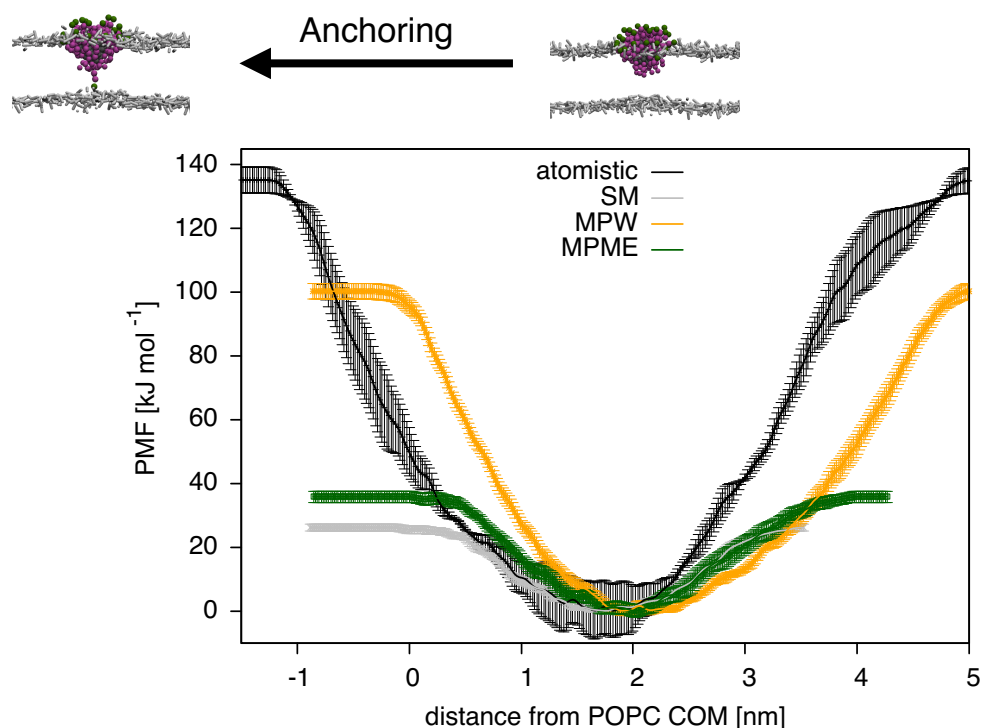 Anchoring
atomistic
SM
MPW
MPME
PMF [kJ mol -1]
140
120
100
80
60
40
20
0
-1
0
1
2
3
4
5
distance from POPC COM [nm]